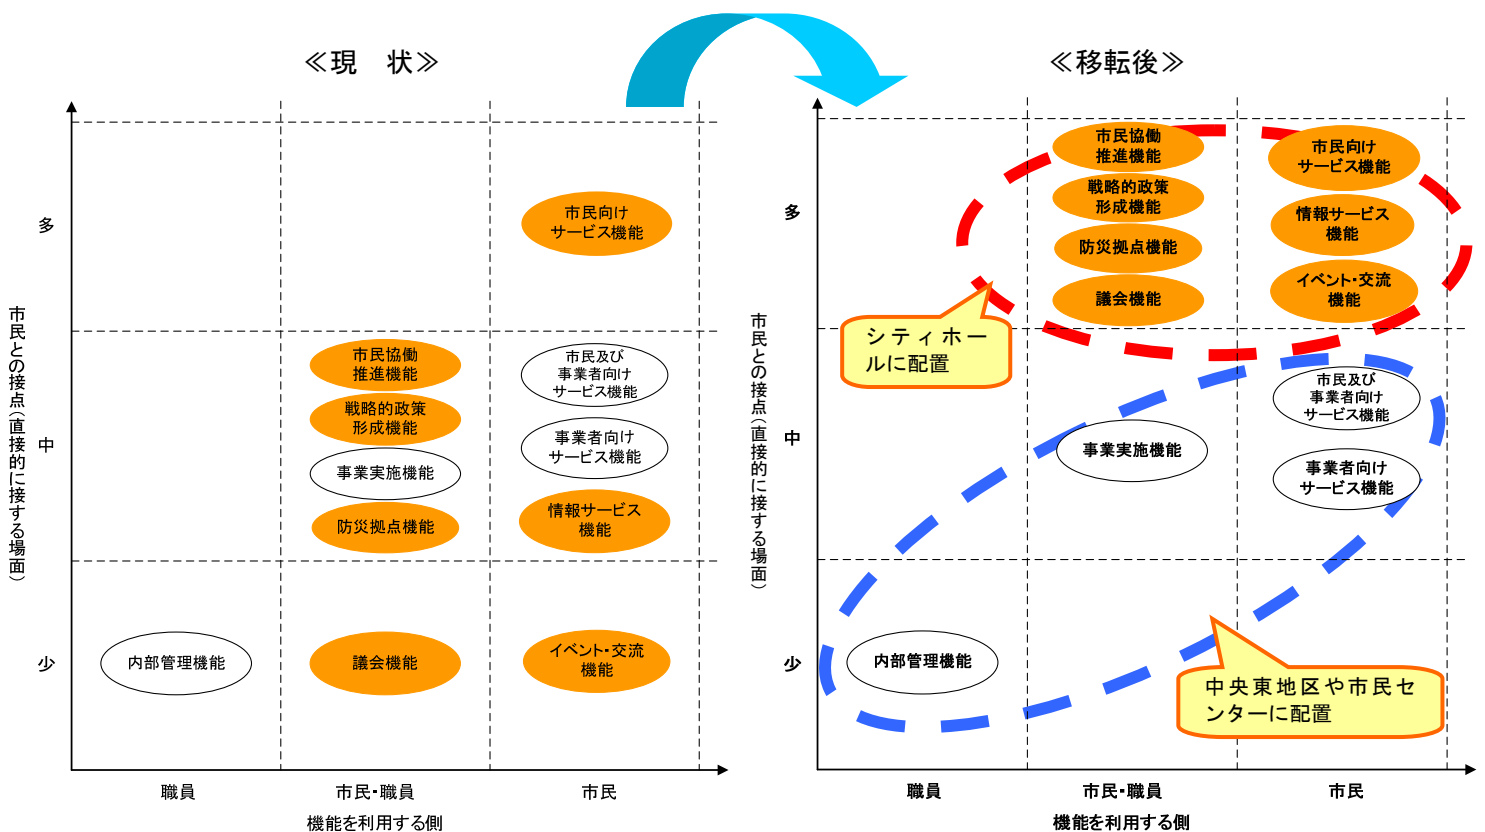 ≪現　状≫
市民との接点(直接的に接する場面)
多
中
少
市民向け
サービス機能
市民協働
推進機能
戦略的政策
形成機能
事業実施機能
防災拠点機能
市民及び
事業者向け
サービス機能
事業者向け
サービス機能
情報サービス
機能
内部管理機能
議会機能
イベント・交流
機能
職員
市民・職員
市民
機能を利用する側
≪移転後≫
市民との接点(直接的に接する場面)
多
中
少
市民協働
推進機能
戦略的政策
形成機能
防災拠点機能
議会機能
市民向け
サービス機能
情報サービス
機能
イベント・交流
機能
シティホー
ルに配置
事業実施機能
市民及び
事業者向け
サービス機能
事業者向け
サービス機能
内部管理機能
中央東地区や市民セ
ンターに配置
職員
市民・職員
市民
機能を利用する側